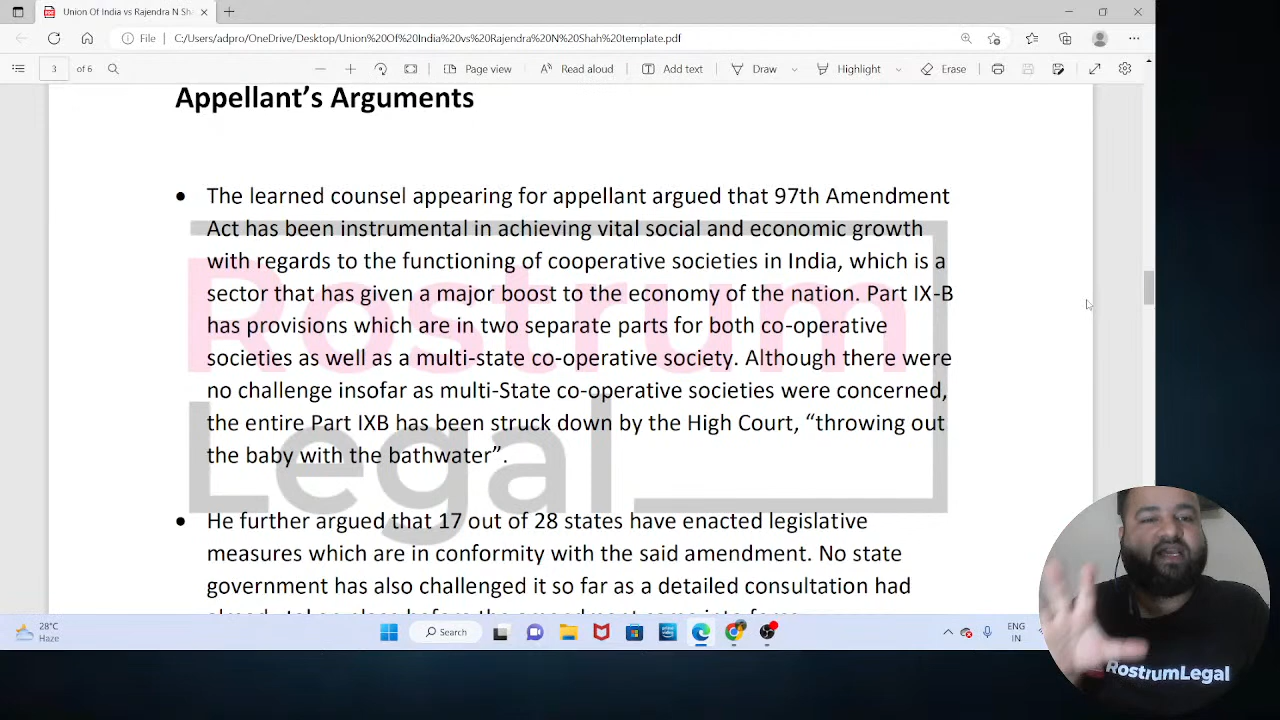 Union Of India vs Rajendra N Sha
File
C:/Users/adpro/OneDrive/Desktop/Union%20Of%20India%20vs%20Rajendra%20N%20Shah%20template.pdf
3 of 6
Page view
Read aloud
Add text
Draw
Highlight
Erase
Appellant's Arguments
• The learned counsel appearing for appellant argued that 97th Amendment
Act has been instrumental in achieving vital social and economic growth
with regards to the functioning of cooperative societies in India, which is a
sector that has given a major boost to the economy of the nation. Part IX-B
has provisions which are in two separate parts for both co-operative
societies as well as a multi-state co-operative society. Although there were
no challenge insofar as multi-State co-operative societies were concerned,
the entire Part IXB has been struck down by the High Court, “throwing out
the baby with the bathwater”.
• He further argued that 17 out of 28 states have enacted legislative
measures which are in conformity with the said amendment. No state
government has also challenged it so far as a detailed consultation had
Rostrum
Legal
28°C
Haze
Search
ENG
IN
RostrumLegal